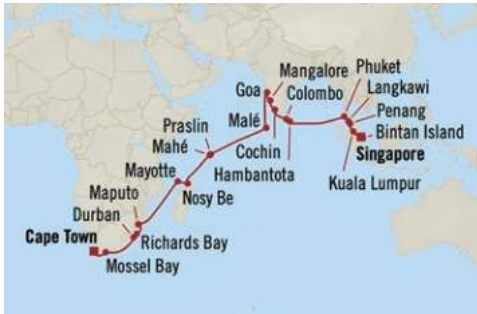 Mangalore
Phuket
Goa
Colombo
Langkawi
Penang
Praslin
Malé
Bintan Island
Mahé
Cochin
Singapore
Mayotte
Hambantota
Kuala Lumpur
Maputo
Nosy Be
Durban
Cape Town
Richards Bay
Mossel Bay